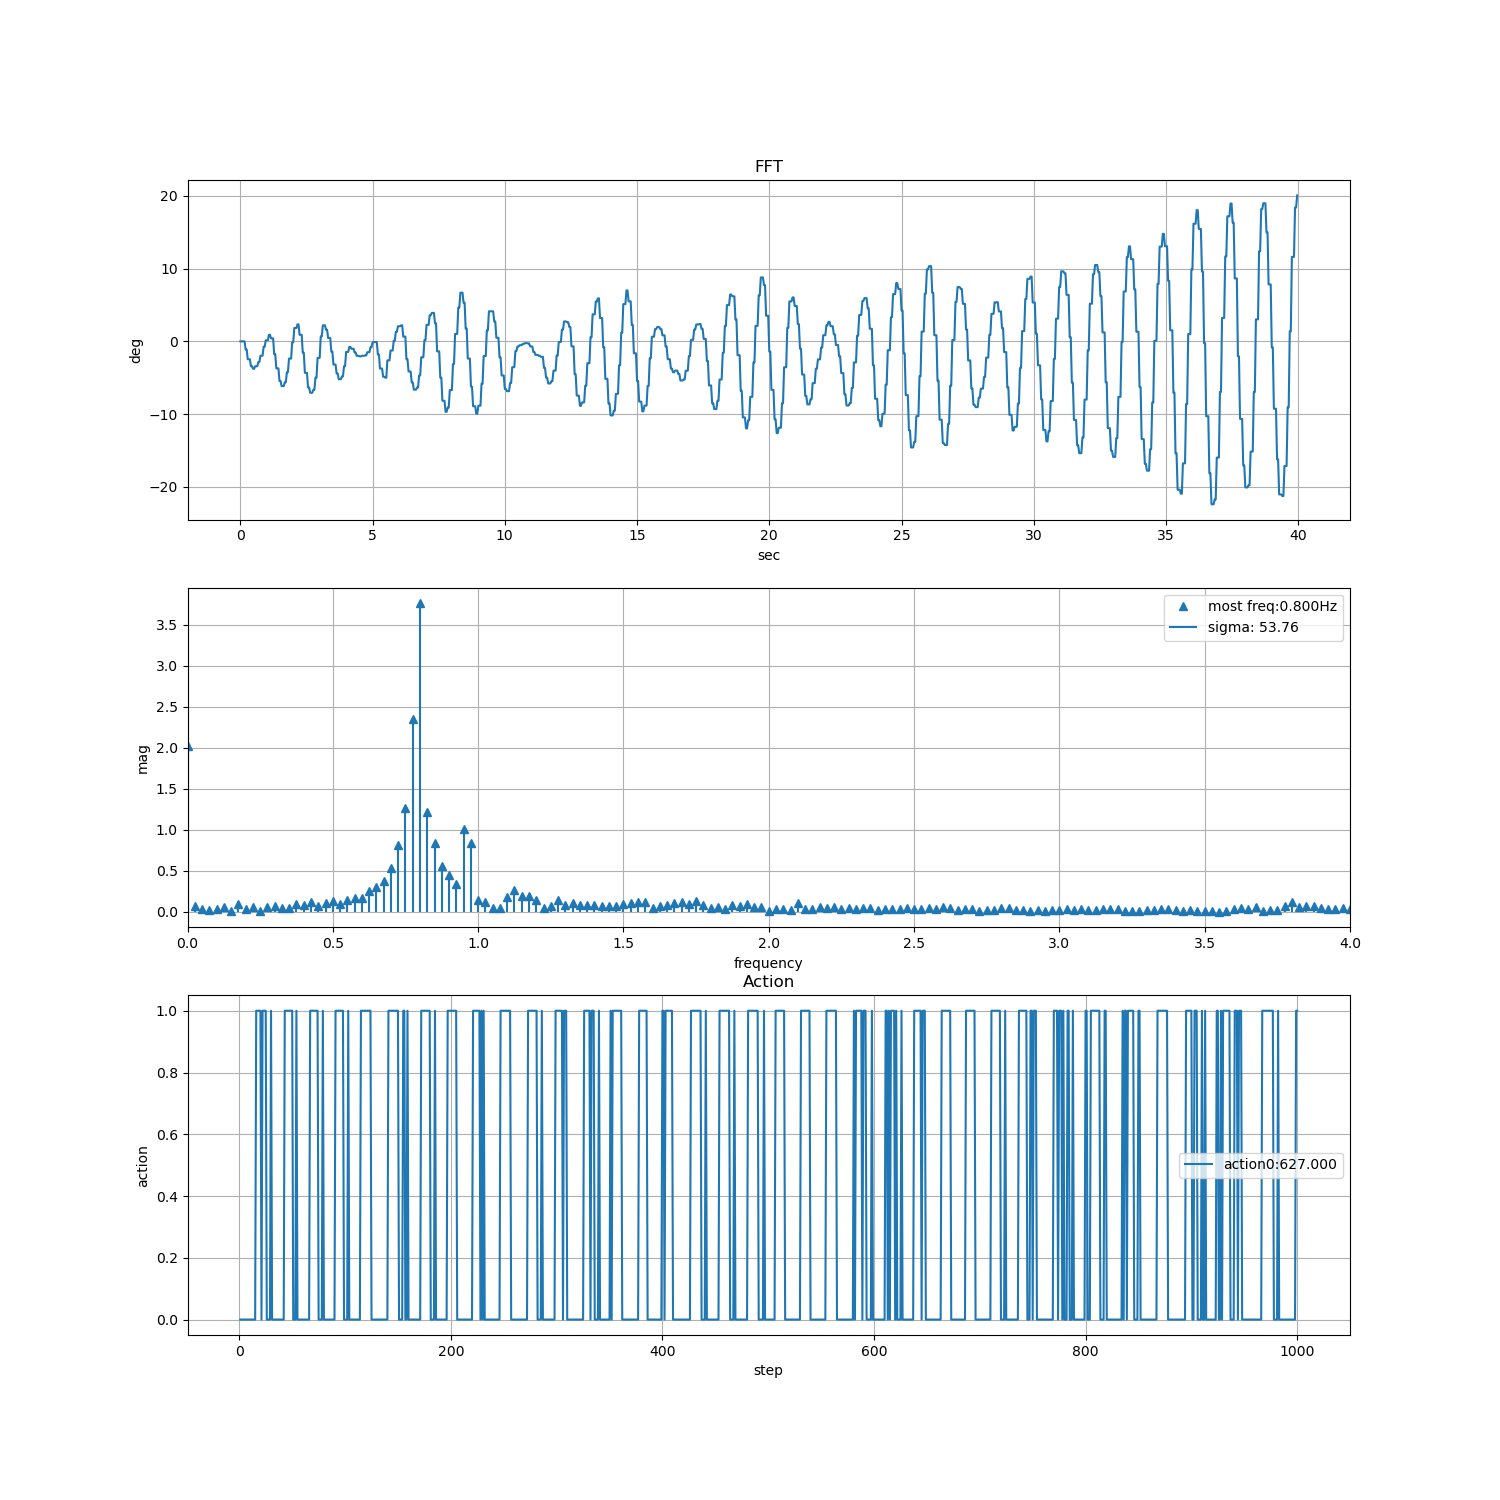 FFT
20
10
0
−10
−20
deg
0 5 10 15 20 25 30 35 40
sec
most freq:0.800Hz
sigma: 53.76
3.5
3.0
2.5
2.0
1.5
1.0
0.5
0.0
mag
0.0 0.5 1.0 1.5 2.0 2.5 3.0 3.5 4.0
frequency
Action
1.0
0.8
0.6
0.4
0.2
0.0
action
action0:627.000
0 200 400 600 800 1000
step